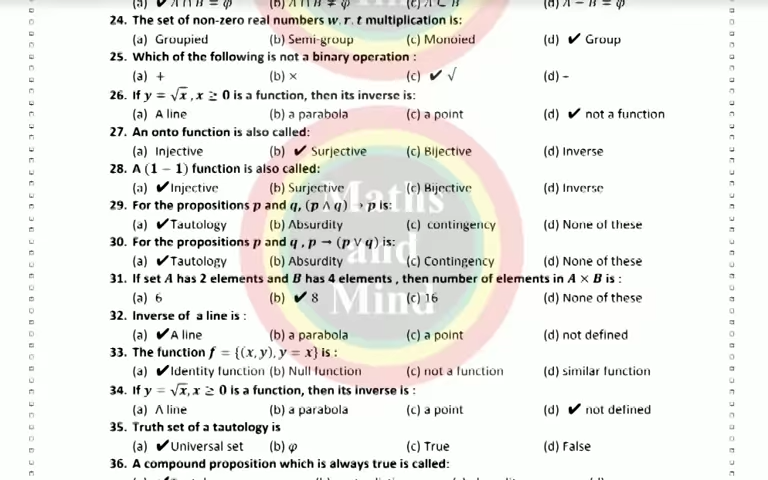 24. The set of non-zero real numbers w.r.t multiplication is:
(a) Groupied (b) Semi-group (c) Monoied (d) ✔ Group
25. Which of the following is not a binary operation :
(a) + (b) × (c) ✔ √ (d) -
26. If y = √x , x ≥ 0 is a function, then its inverse is:
(a) A line (b) a parabola (c) a point (d) ✔ not a function
27. An onto function is also called:
(a) Injective (b) ✔ Surjective (c) Bijective (d) Inverse
28. A (1 − 1) function is also called:
(a) ✔Injective (b) Surjective (c) Bijective (d) Inverse
29. For the propositions p and q, (p ∧ q) → p is:
(a) ✔Tautology (b) Absurdity (c) contingency (d) None of these
30. For the propositions p and q , p → (p ∨ q) is:
(a) ✔Tautology (b) Absurdity (c) Contingency (d) None of these
31. If set A has 2 elements and B has 4 elements , then number of elements in A × B is :
(a) 6 (b) ✔ 8 (c) 16 (d) None of these
32. Inverse of a line is :
(a) ✔A line (b) a parabola (c) a point (d) not defined
33. The function f = {(x, y), y = x} is :
(a) ✔Identity function (b) Null function (c) not a function (d) similar function
34. If y = √x, x ≥ 0 is a function, then its inverse is :
(a) A line (b) a parabola (c) a point (d) ✔ not defined
35. Truth set of a tautology is
(a) ✔Universal set (b) φ (c) True (d) False
36. A compound proposition which is always true is called:
Maths
and
Mind